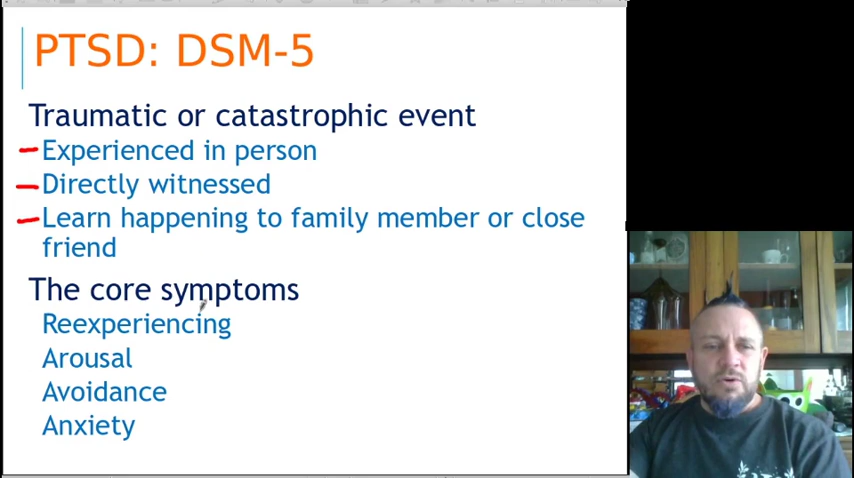 PTSD: DSM-5
Traumatic or catastrophic event
Experienced in person
Directly witnessed
Learn happening to family member or close
friend
The core symptoms
Reexperiencing
Arousal
Avoidance
Anxiety